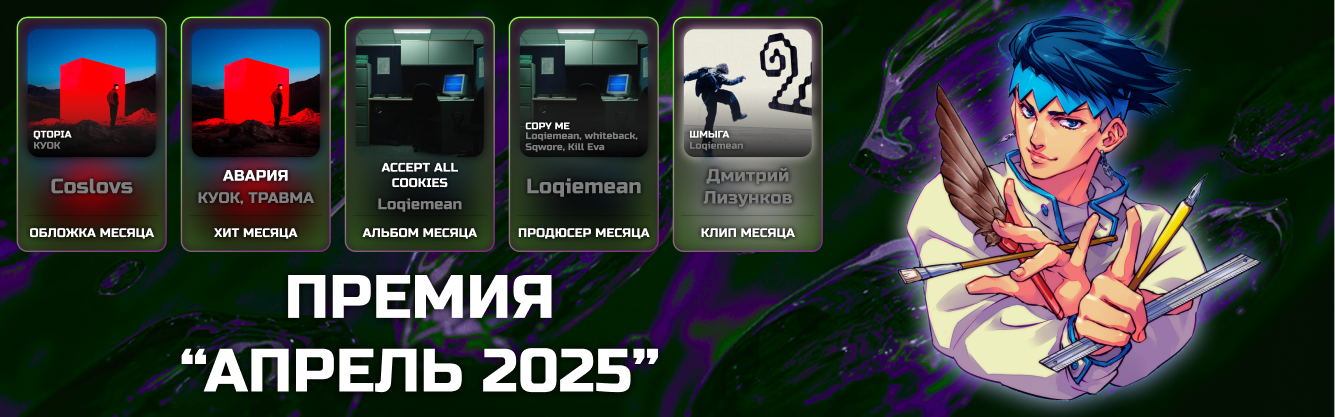 QTOPIA
КУОК
Coslovs
ОБЛОЖКА МЕСЯЦА
АВАРИЯ
КУОК, ТРАВМА
ХИТ МЕСЯЦА
ACCEPT ALL
COOKIES
Loqiemean
АЛЬБОМ МЕСЯЦА
COPY ME
Loqiemean, whiteback,
Sqwore, Kill Eva
Loqiemean
ПРОДЮСЕР МЕСЯЦА
ШМЫГА
Loqiemean
Дмитрий
Лизунков
КЛИП МЕСЯЦА
ПРЕМИЯ
“АПРЕЛЬ 2025”